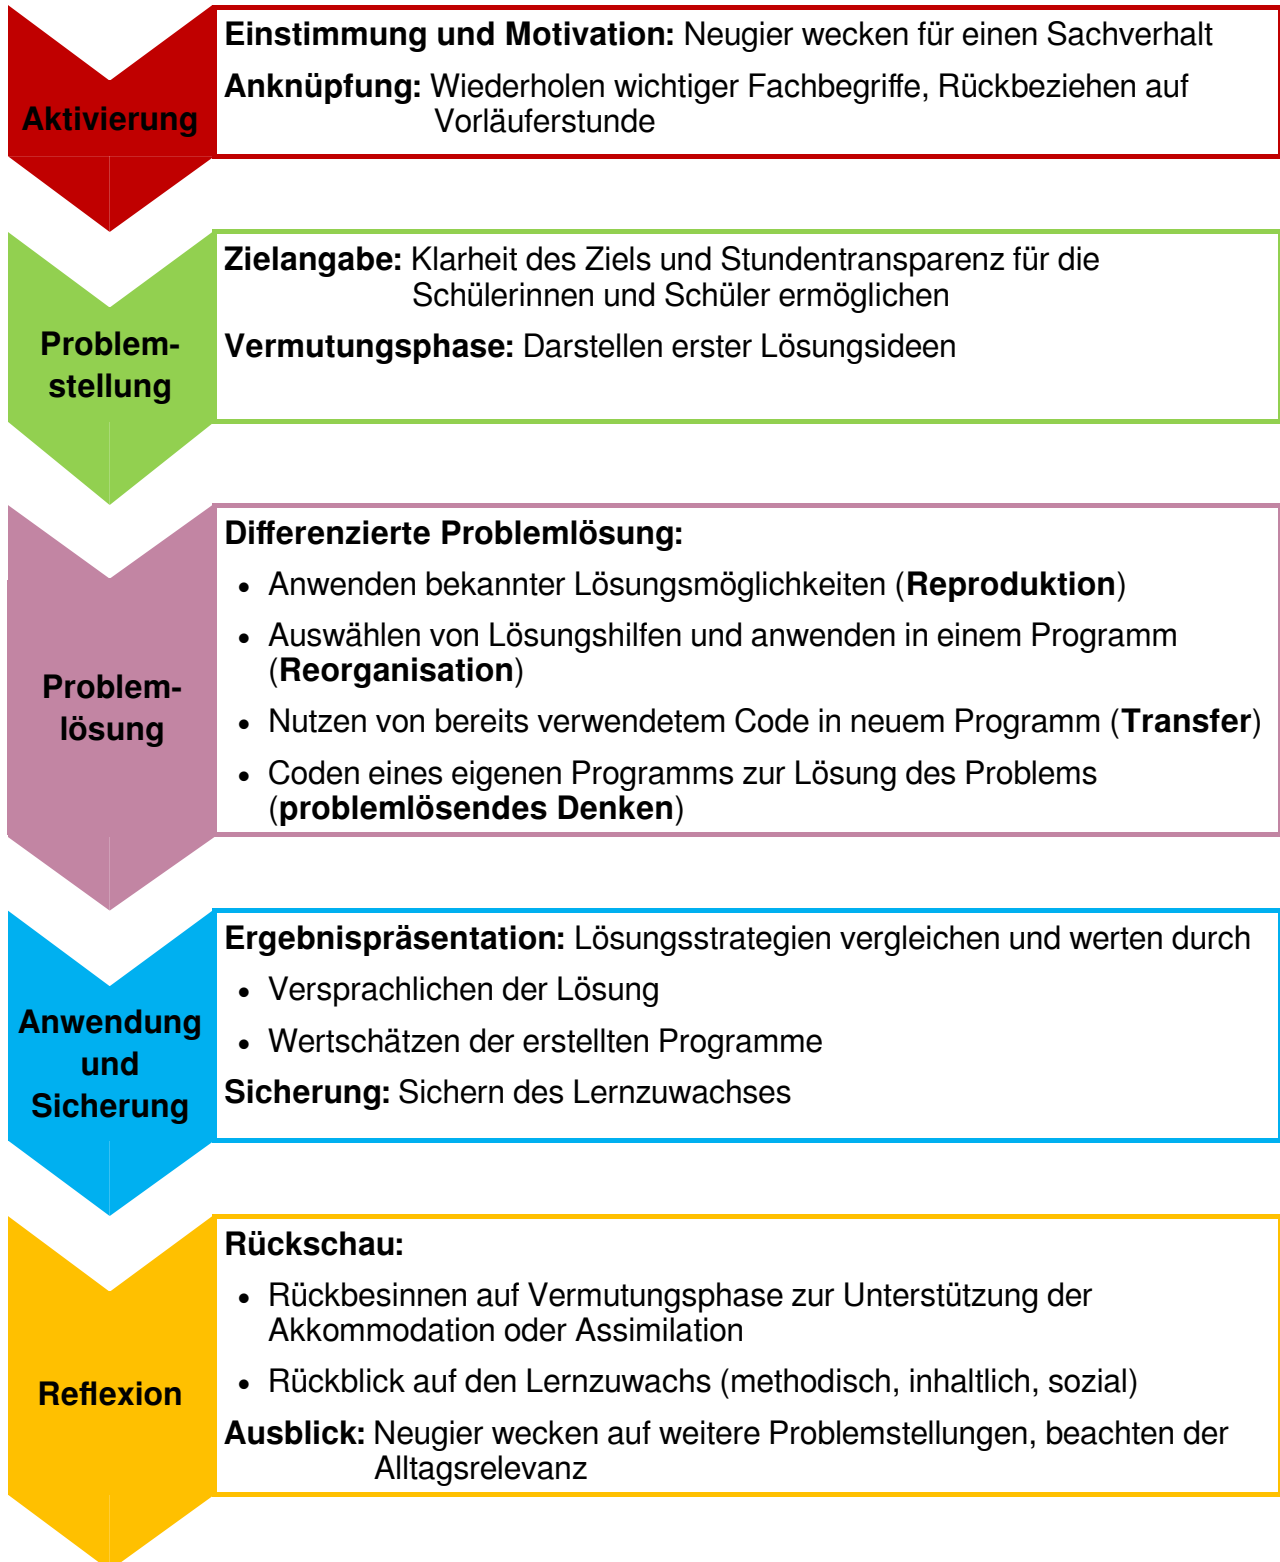 Aktivierung
Einstimmung und Motivation: Neugier wecken für einen Sachverhalt
Anknüpfung: Wiederholen wichtiger Fachbegriffe, Rückbeziehen auf
Vorläuferstunde
Problem-
stellung
Zielangabe: Klarheit des Ziels und Stundentransparenz für die
Schülerinnen und Schüler ermöglichen
Vermutungsphase: Darstellen erster Lösungsideen
Problem-
lösung
Differenzierte Problemlösung:
• Anwenden bekannter Lösungsmöglichkeiten (Reproduktion)
• Auswählen von Lösungshilfen und anwenden in einem Programm
(Reorganisation)
• Nutzen von bereits verwendetem Code in neuem Programm (Transfer)
• Coden eines eigenen Programms zur Lösung des Problems
(problemlösendes Denken)
Anwendung
und
Sicherung
Ergebnispräsentation: Lösungsstrategien vergleichen und werten durch
• Versprachlichen der Lösung
• Wertschätzen der erstellten Programme
Sicherung: Sichern des Lernzuwachses
Reflexion
Rückschau:
• Rückbesinnen auf Vermutungsphase zur Unterstützung der
Akkommodation oder Assimilation
• Rückblick auf den Lernzuwachs (methodisch, inhaltlich, sozial)
Ausblick: Neugier wecken auf weitere Problemstellungen, beachten der
Alltagsrelevanz